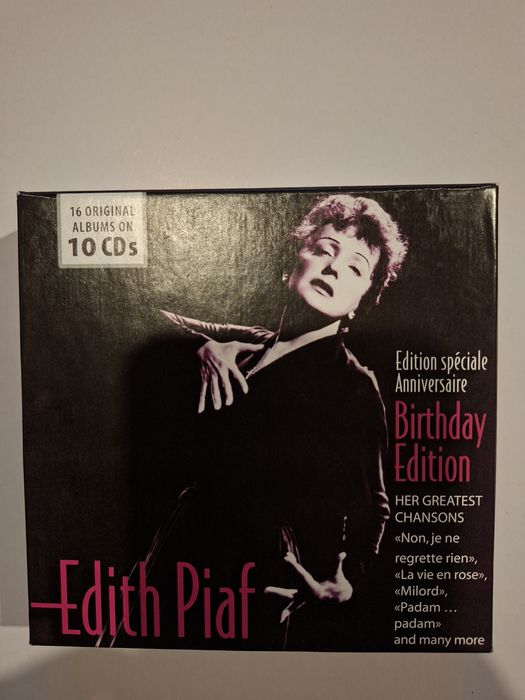 16 ORIGINAL
ALBUMS ON
10 CDs
Edition spéciale
Anniversaire
Birthday
Edition
HER GREATEST
CHANSONS
«Non, je ne
regrette rien»,
«La vie en rose»,
«Milord»,
«Padam ...
padam»
and many more
Edith Piaf